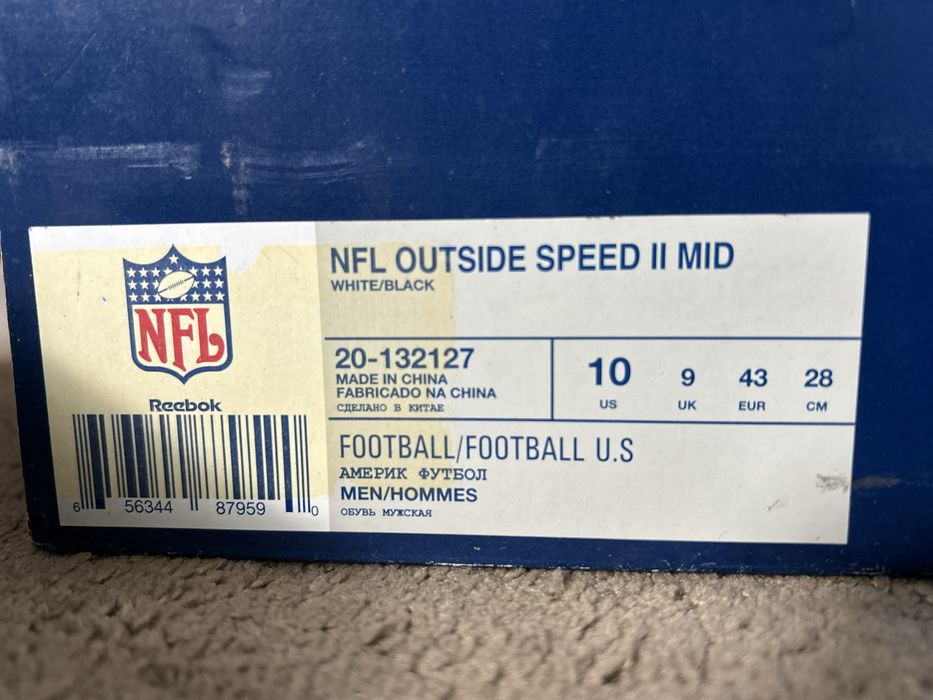 NFL
Reebok
6 56344 87959 0
NFL OUTSIDE SPEED II MID
WHITE/BLACK
20-132127
MADE IN CHINA
FABRICADO NA CHINA
СДЕЛАНО В КИТАЕ
10 9 43 28
US UK EUR CM
FOOTBALL/FOOTBALL U.S
АМЕРИК ФУТБОЛ
MEN/HOMMES
ОБУВЬ МУЖСКАЯ